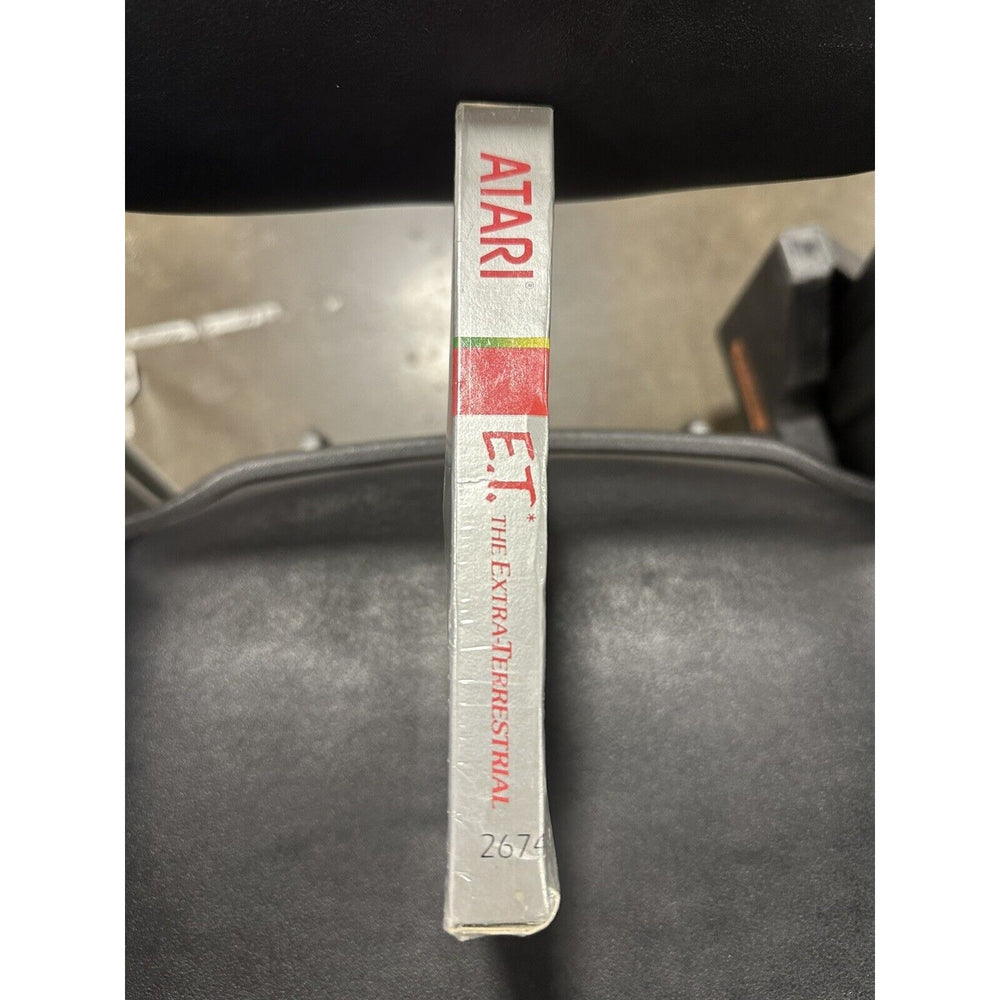 ATARI®
E.T.*
THE EXTRA-TERRESTRIAL
2674